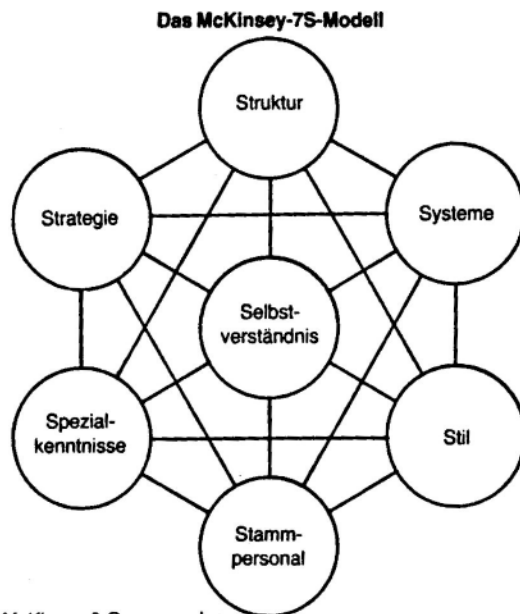 Das McKinsey-7S-Modell
Struktur
Strategie
Systeme
Selbst-
verständnis
Spezial-
kenntnisse
Stil
Stamm-
personal